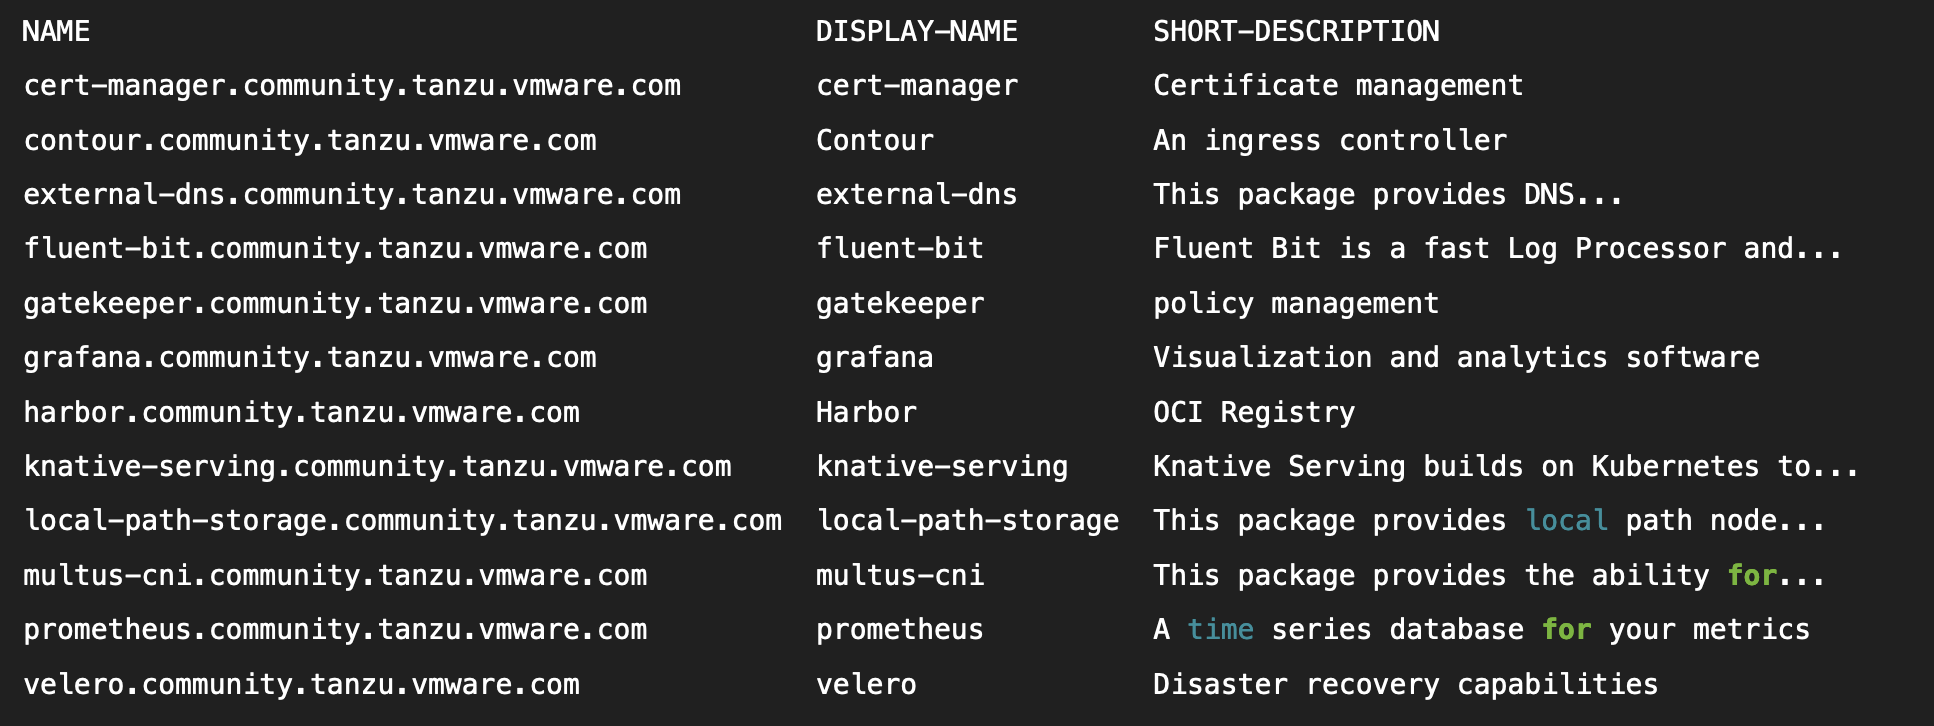 NAME DISPLAY-NAME SHORT-DESCRIPTION
cert-manager.community.tanzu.vmware.com cert-manager Certificate management
contour.community.tanzu.vmware.com Contour An ingress controller
external-dns.community.tanzu.vmware.com external-dns This package provides DNS...
fluent-bit.community.tanzu.vmware.com fluent-bit Fluent Bit is a fast Log Processor and...
gatekeeper.community.tanzu.vmware.com gatekeeper policy management
grafana.community.tanzu.vmware.com grafana Visualization and analytics software
harbor.community.tanzu.vmware.com Harbor OCI Registry
knative-serving.community.tanzu.vmware.com knative-serving Knative Serving builds on Kubernetes to...
local-path-storage.community.tanzu.vmware.com local-path-storage This package provides local path node...
multus-cni.community.tanzu.vmware.com multus-cni This package provides the ability for...
prometheus.community.tanzu.vmware.com prometheus A time series database for your metrics
velero.community.tanzu.vmware.com velero Disaster recovery capabilities